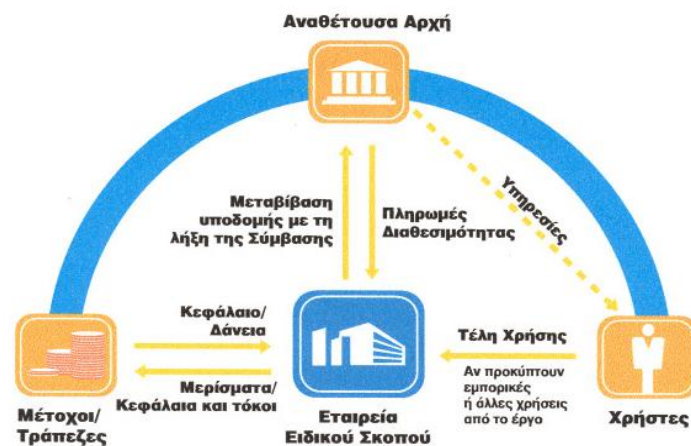 Αναθέτουσα Αρχή
Μεταβίβαση
υποδομής με τη
λήξη της Σύμβασης
Πληρωμές
Διαθεσιμότητας
Υπηρεσίες
Κεφάλαιο/
Δάνεια
Μερίσματα/
Κεφάλαια και τόκοι
Τέλη Χρήσης
Αν προκύπτουν
εμπορικές
ή άλλες χρήσεις
από το έργο
Μέτοχοι/
Τράπεζες
Εταιρεία
Ειδικού Σκοπού
Χρήστες